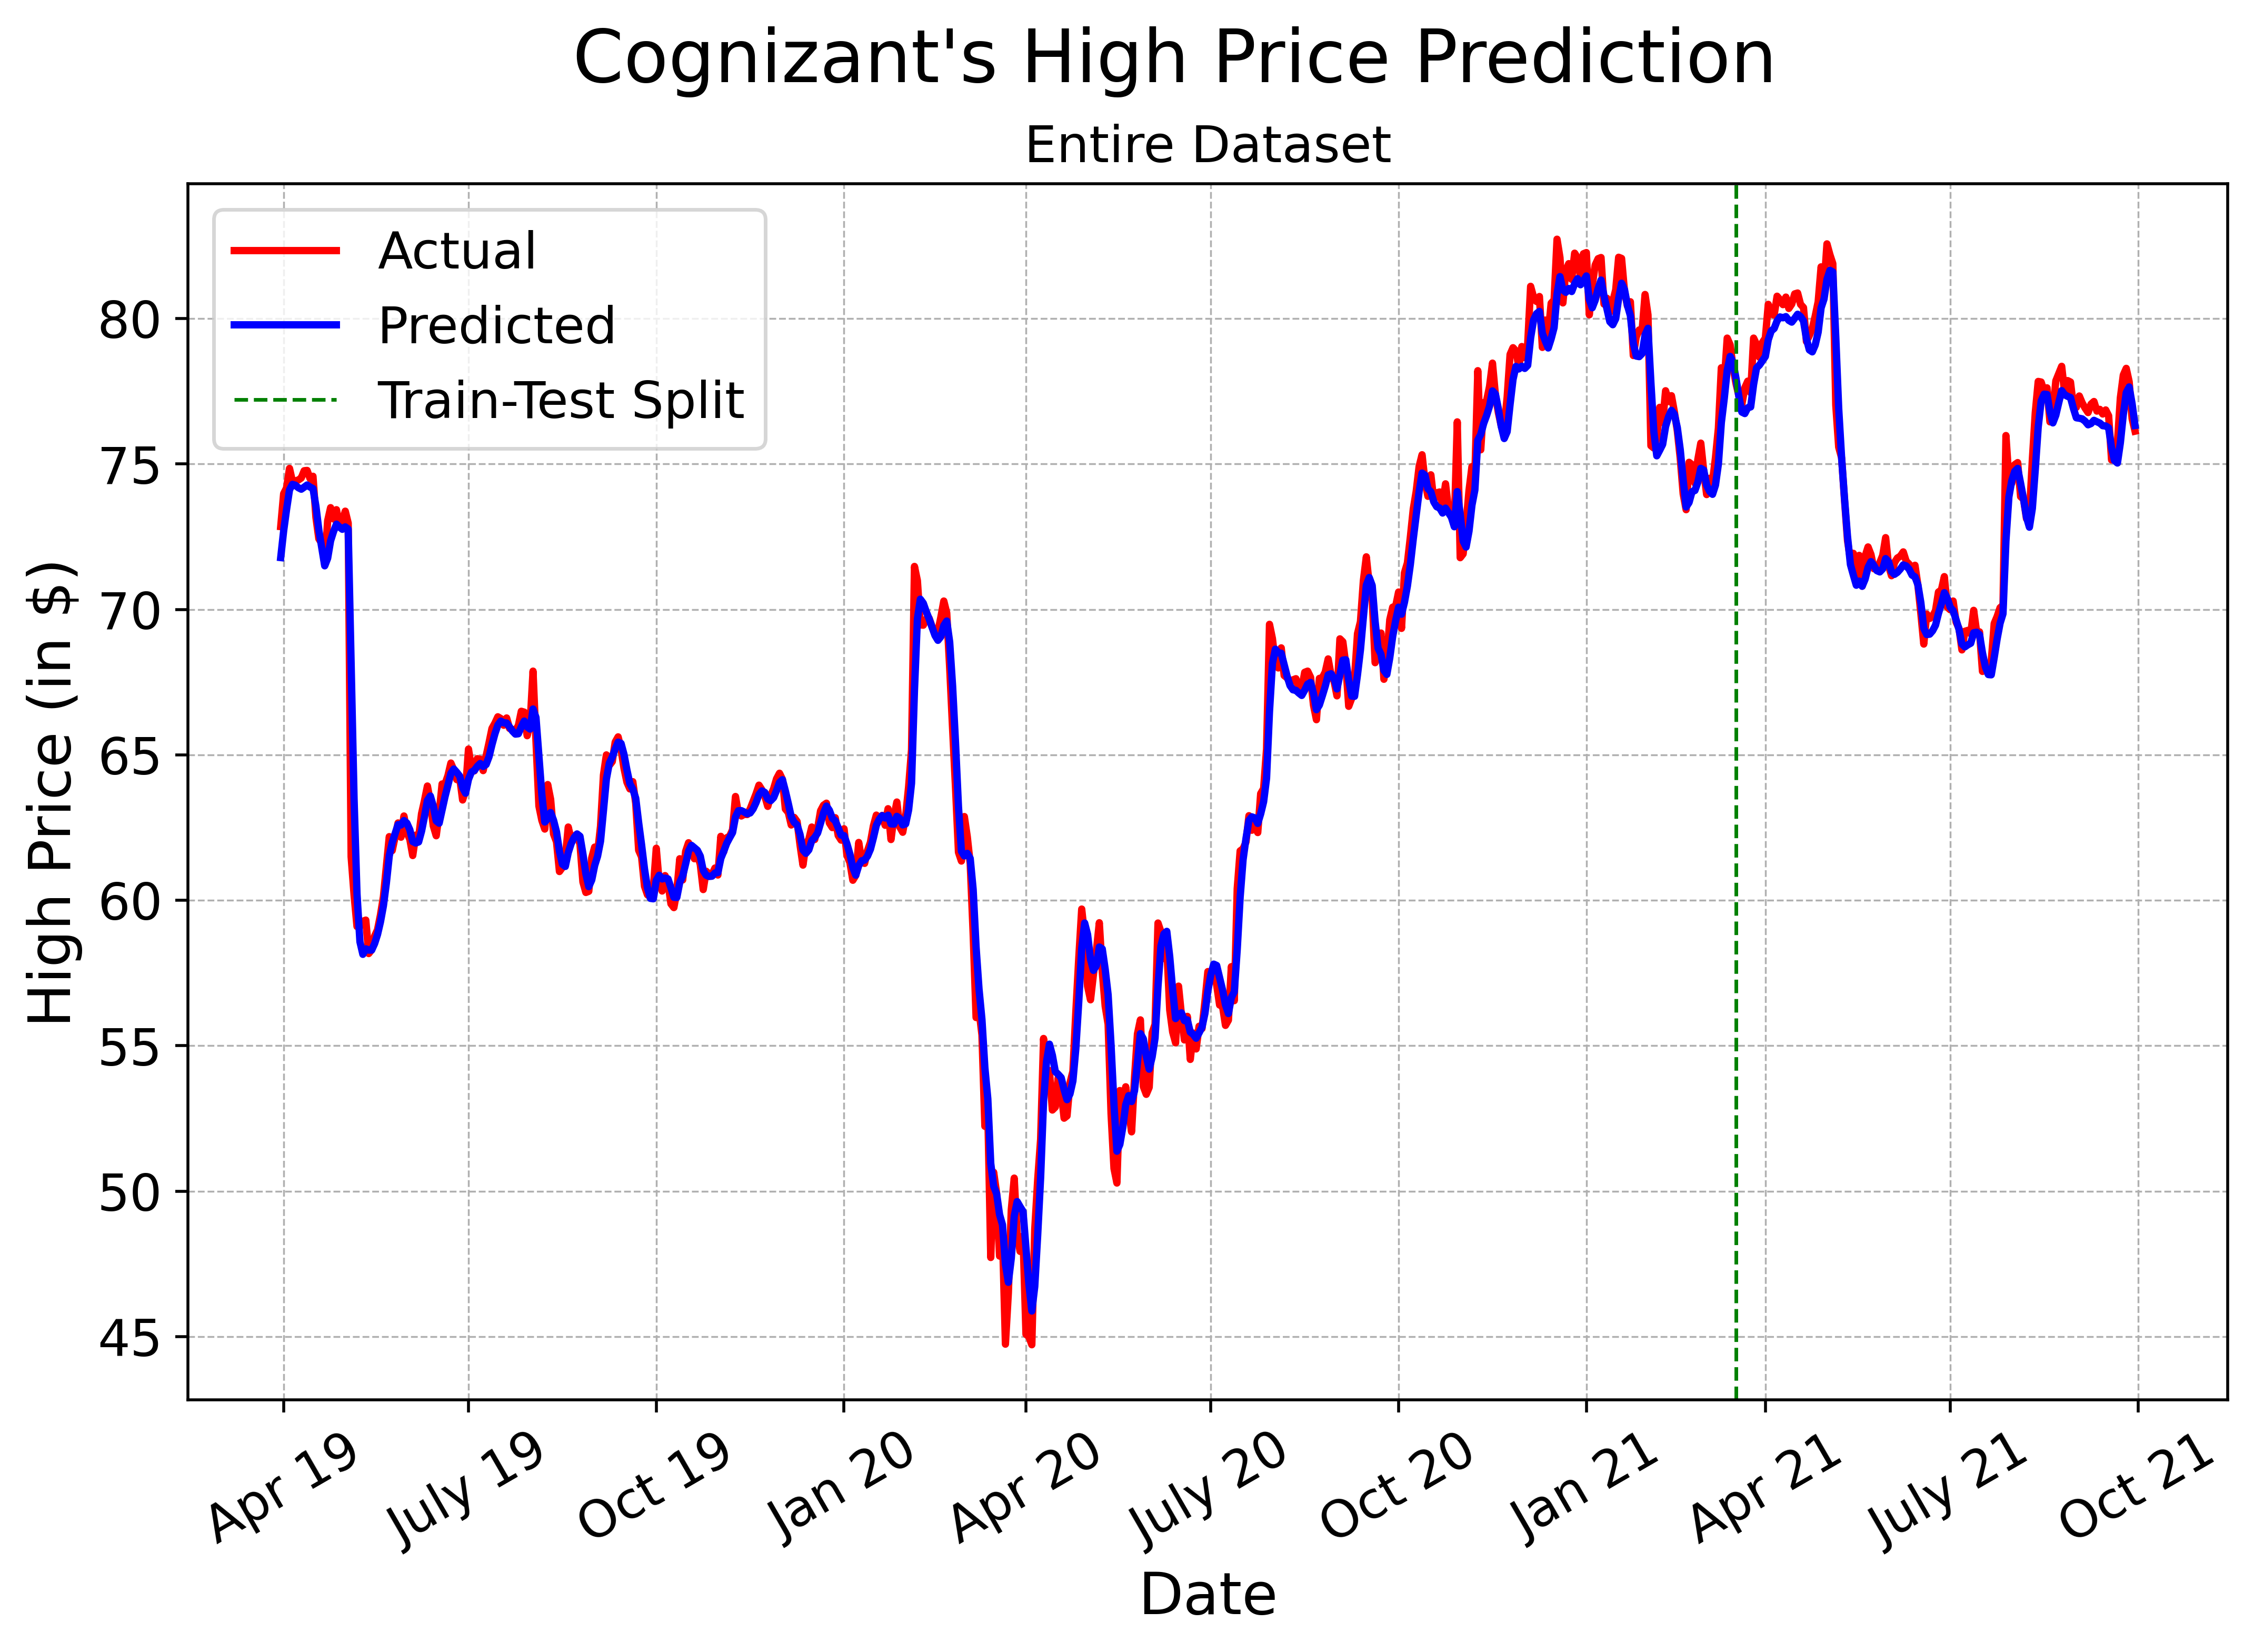 Cognizant's High Price Prediction
Entire Dataset
Actual
Predicted
Train-Test Split
High Price (in $)
80
75
70
65
60
55
50
45
Apr 19
July 19
Oct 19
Jan 20
Apr 20
July 20
Oct 20
Jan 21
Apr 21
July 21
Oct 21
Date